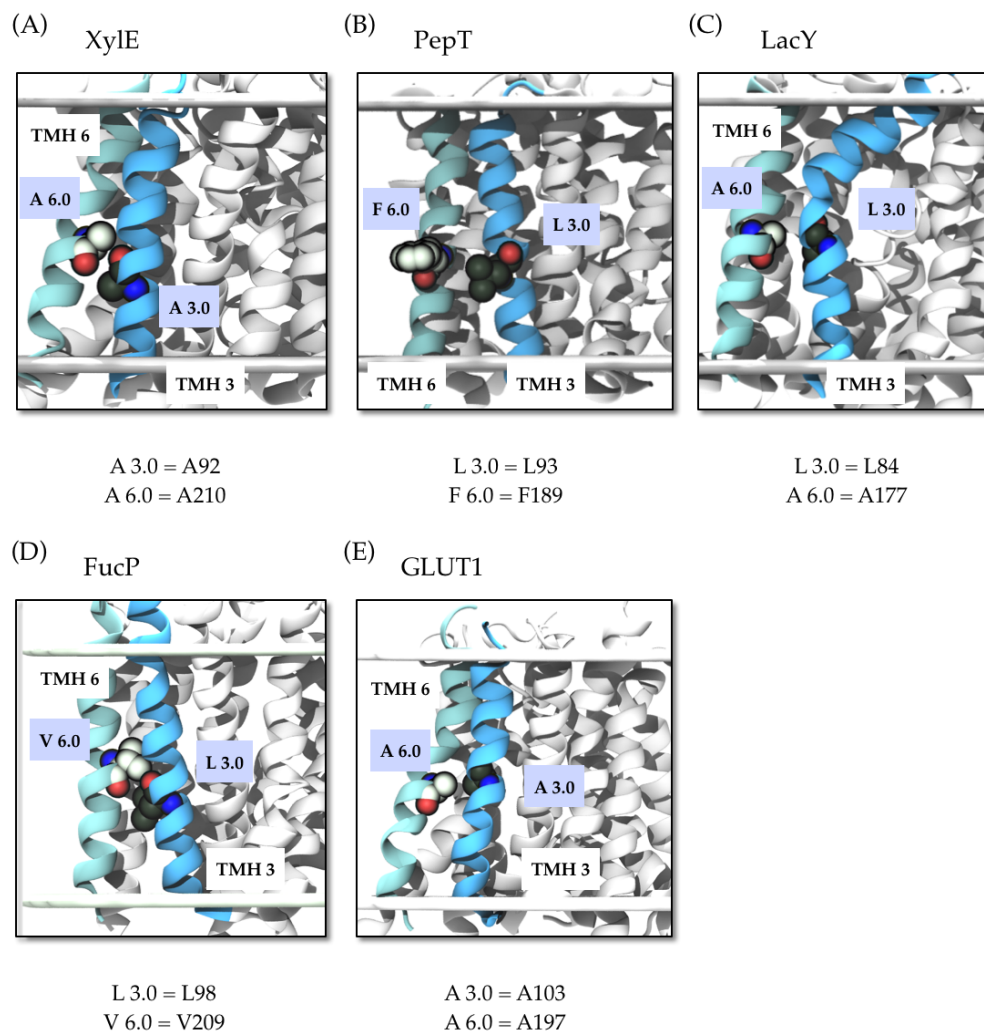 (A) XylE
TMH 6
A 6.0
A 3.0
TMH 3
A 3.0 = A92
A 6.0 = A210
(B) PepT
F 6.0
L 3.0
TMH 6 TMH 3
L 3.0 = L93
F 6.0 = F189
(C) LacY
TMH 6
A 6.0
L 3.0
TMH 3
L 3.0 = L84
A 6.0 = A177
(D) FucP
TMH 6
V 6.0
L 3.0
TMH 3
L 3.0 = L98
V 6.0 = V209
(E) GLUT1
TMH 6
A 6.0
A 3.0
TMH 3
A 3.0 = A103
A 6.0 = A197